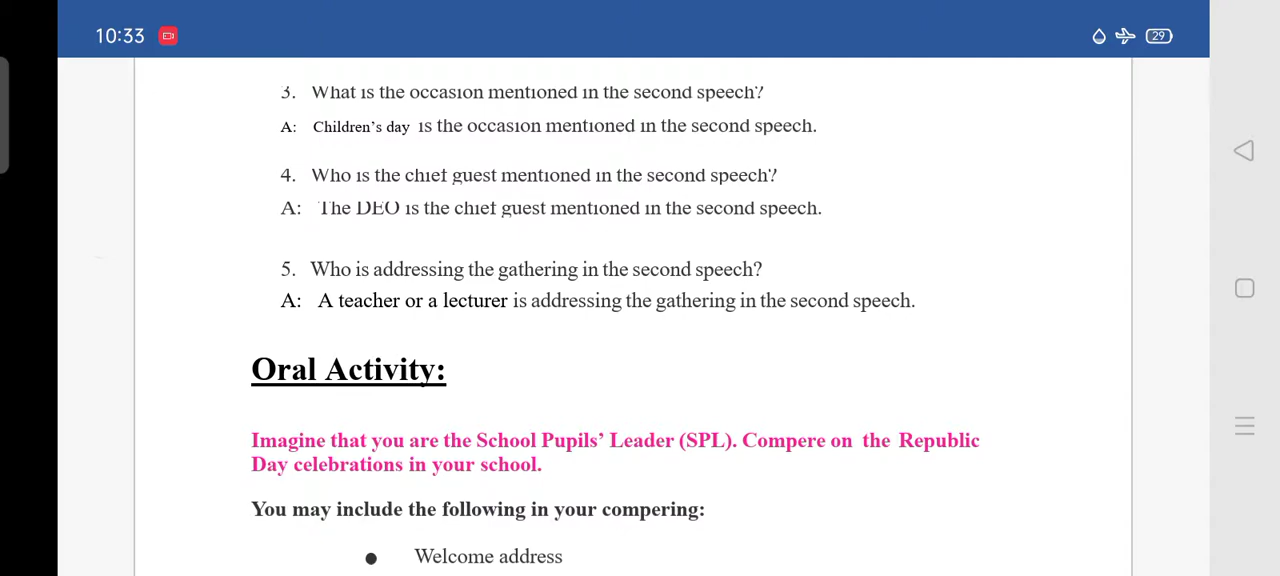 10:33
29
3. What is the occasion mentioned in the second speech?
A: Children's day is the occasion mentioned in the second speech.
4. Who is the chief guest mentioned in the second speech?
A: The DEO is the chief guest mentioned in the second speech.
5. Who is addressing the gathering in the second speech?
A: A teacher or a lecturer is addressing the gathering in the second speech.
Oral Activity:
Imagine that you are the School Pupils' Leader (SPL). Compere on the Republic
Day celebrations in your school.
You may include the following in your compering:
● Welcome address